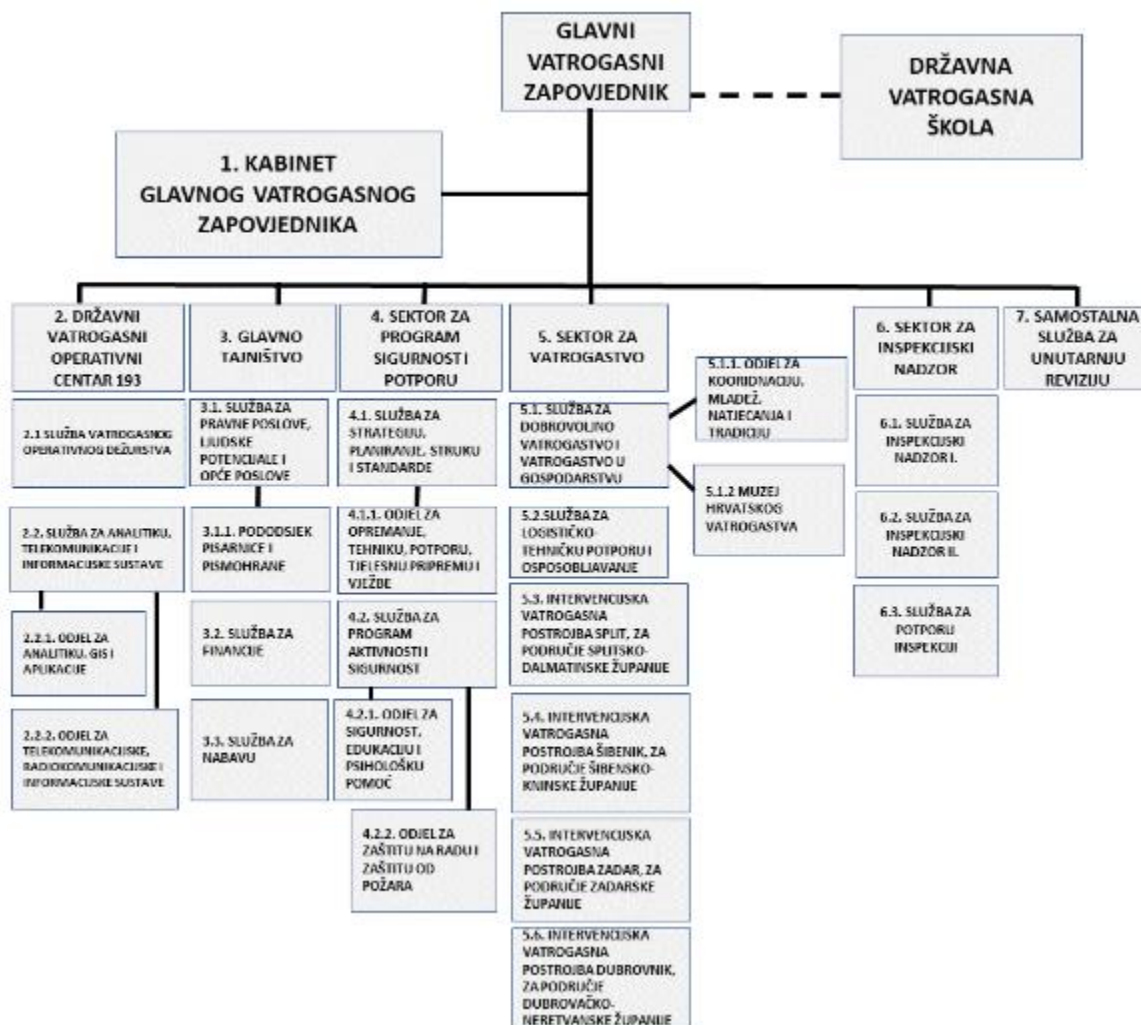 GLAVNI
VATROGASNI
ZAPOVJEDNIK
DRŽAVNA
VATROGASNA
ŠKOLA
1. KABINET
GLAVNOG VATROGASNOG
ZAPOVJEDNIKA
2. DRŽAVNI
VATROGASNI
OPERATIVNI
CENTAR 193
2.1 SLUŽBA VATROGASNOG
OPERATIVNOG DEŽURSTVA
2.2. SLUŽBA ZA ANALITIKU,
TELEKOMUNIKACIJE I
INFORMACIJSKE SUSTAVE
2.2.1. ODJEL ZA
ANALITIKU, GIS I
APLIKACIJE
2.2.2. ODJEL ZA
TELEKOMUNIKACIJSKE,
RADIOKOMUNIKACIJSKE I
INFORMACIJSKE SUSTAVE
3. GLAVNO
TAJNIŠTVO
3.1. SLUŽBA ZA
PRAVNE POSLOVE,
LJUDSKE
POTENCIJALE I
OPĆE POSLOVE
3.1.1. PODODSJEK
PISARNICE I
PISMOHRANE
3.2. SLUŽBA ZA
FINANCIJE
3.3. SLUŽBA ZA
NABAVU
4. SEKTOR ZA
PROGRAM
SIGURNOST I
POTPORU
4.1. SLUŽBA ZA
STRATEGIJU,
PLANIRANJE, STRUKU
I STANDARDE
4.1.1. ODJEL ZA
OPREMANJE,
TEHNIKU, POTPORU,
TJELESNU PRIPREMU I
VJEŽBE
4.2. SLUŽBA ZA
PROGRAM
AKTIVNOSTI I
SIGURNOST
4.2.1. ODJEL ZA
SIGURNOST,
EDUKACIJU I
PSIHOLOŠKU
POMOĆ
4.2.2. ODJEL ZA
ZAŠTITU NA RADU I
ZAŠTITU OD
POŽARA
5. SEKTOR ZA
VATROGASTVO
5.1. SLUŽBA ZA
DOBROVOLJNO
VATROGASTVO I
VATROGASTVO U
GOSPODARSTVU
5.1.1. ODJEL ZA
KOORIDNACIJU,
MLADEŽ,
NATJECANJA I
TRADICIJU
5.1.2 MUZEJ
HRVATSKOG
VATROGASTVA
5.2.SLUŽBA ZA
LOGISTIČKO-
TEHNIČKU POTPORU I
OSPOSOBLJAVANJE
5.3. INTERVENCIJSKA
VATROGASNA
POSTROJBA SPLIT, ZA
PODRUČJE SPLITSKO-
DALMATINSKE ŽUPANIJE
5.4. INTERVENCIJSKA
VATROGASNA
POSTROJBA ŠIBENIK, ZA
PODRUČJE ŠIBENSKO-
KNINSKE ŽUPANIJE
5.5. INTERVENCIJSKA
VATROGASNA
POSTROJBA ZADAR, ZA
PODRUČJE ZADARSKE
ŽUPANIJE
5.6. INTERVENCIJSKA
VATROGASNA
POSTROJBA DUBROVNIK,
ZA PODRUČJE
DUBROVAČKO-
NERETVANSKE ŽUPANIJE
6. SEKTOR ZA
INSPEKCIJSKI
NADZOR
6.1. SLUŽBA ZA
INSPEKCIJSKI
NADZOR I.
6.2. SLUŽBA ZA
INSPEKCIJSKI
NADZOR II.
6.3. SLUŽBA ZA
POTPORU
INSPEKCIJI
7. SAMOSTALNA
SLUŽBA ZA
UNUTARNJU
REVIZIJU